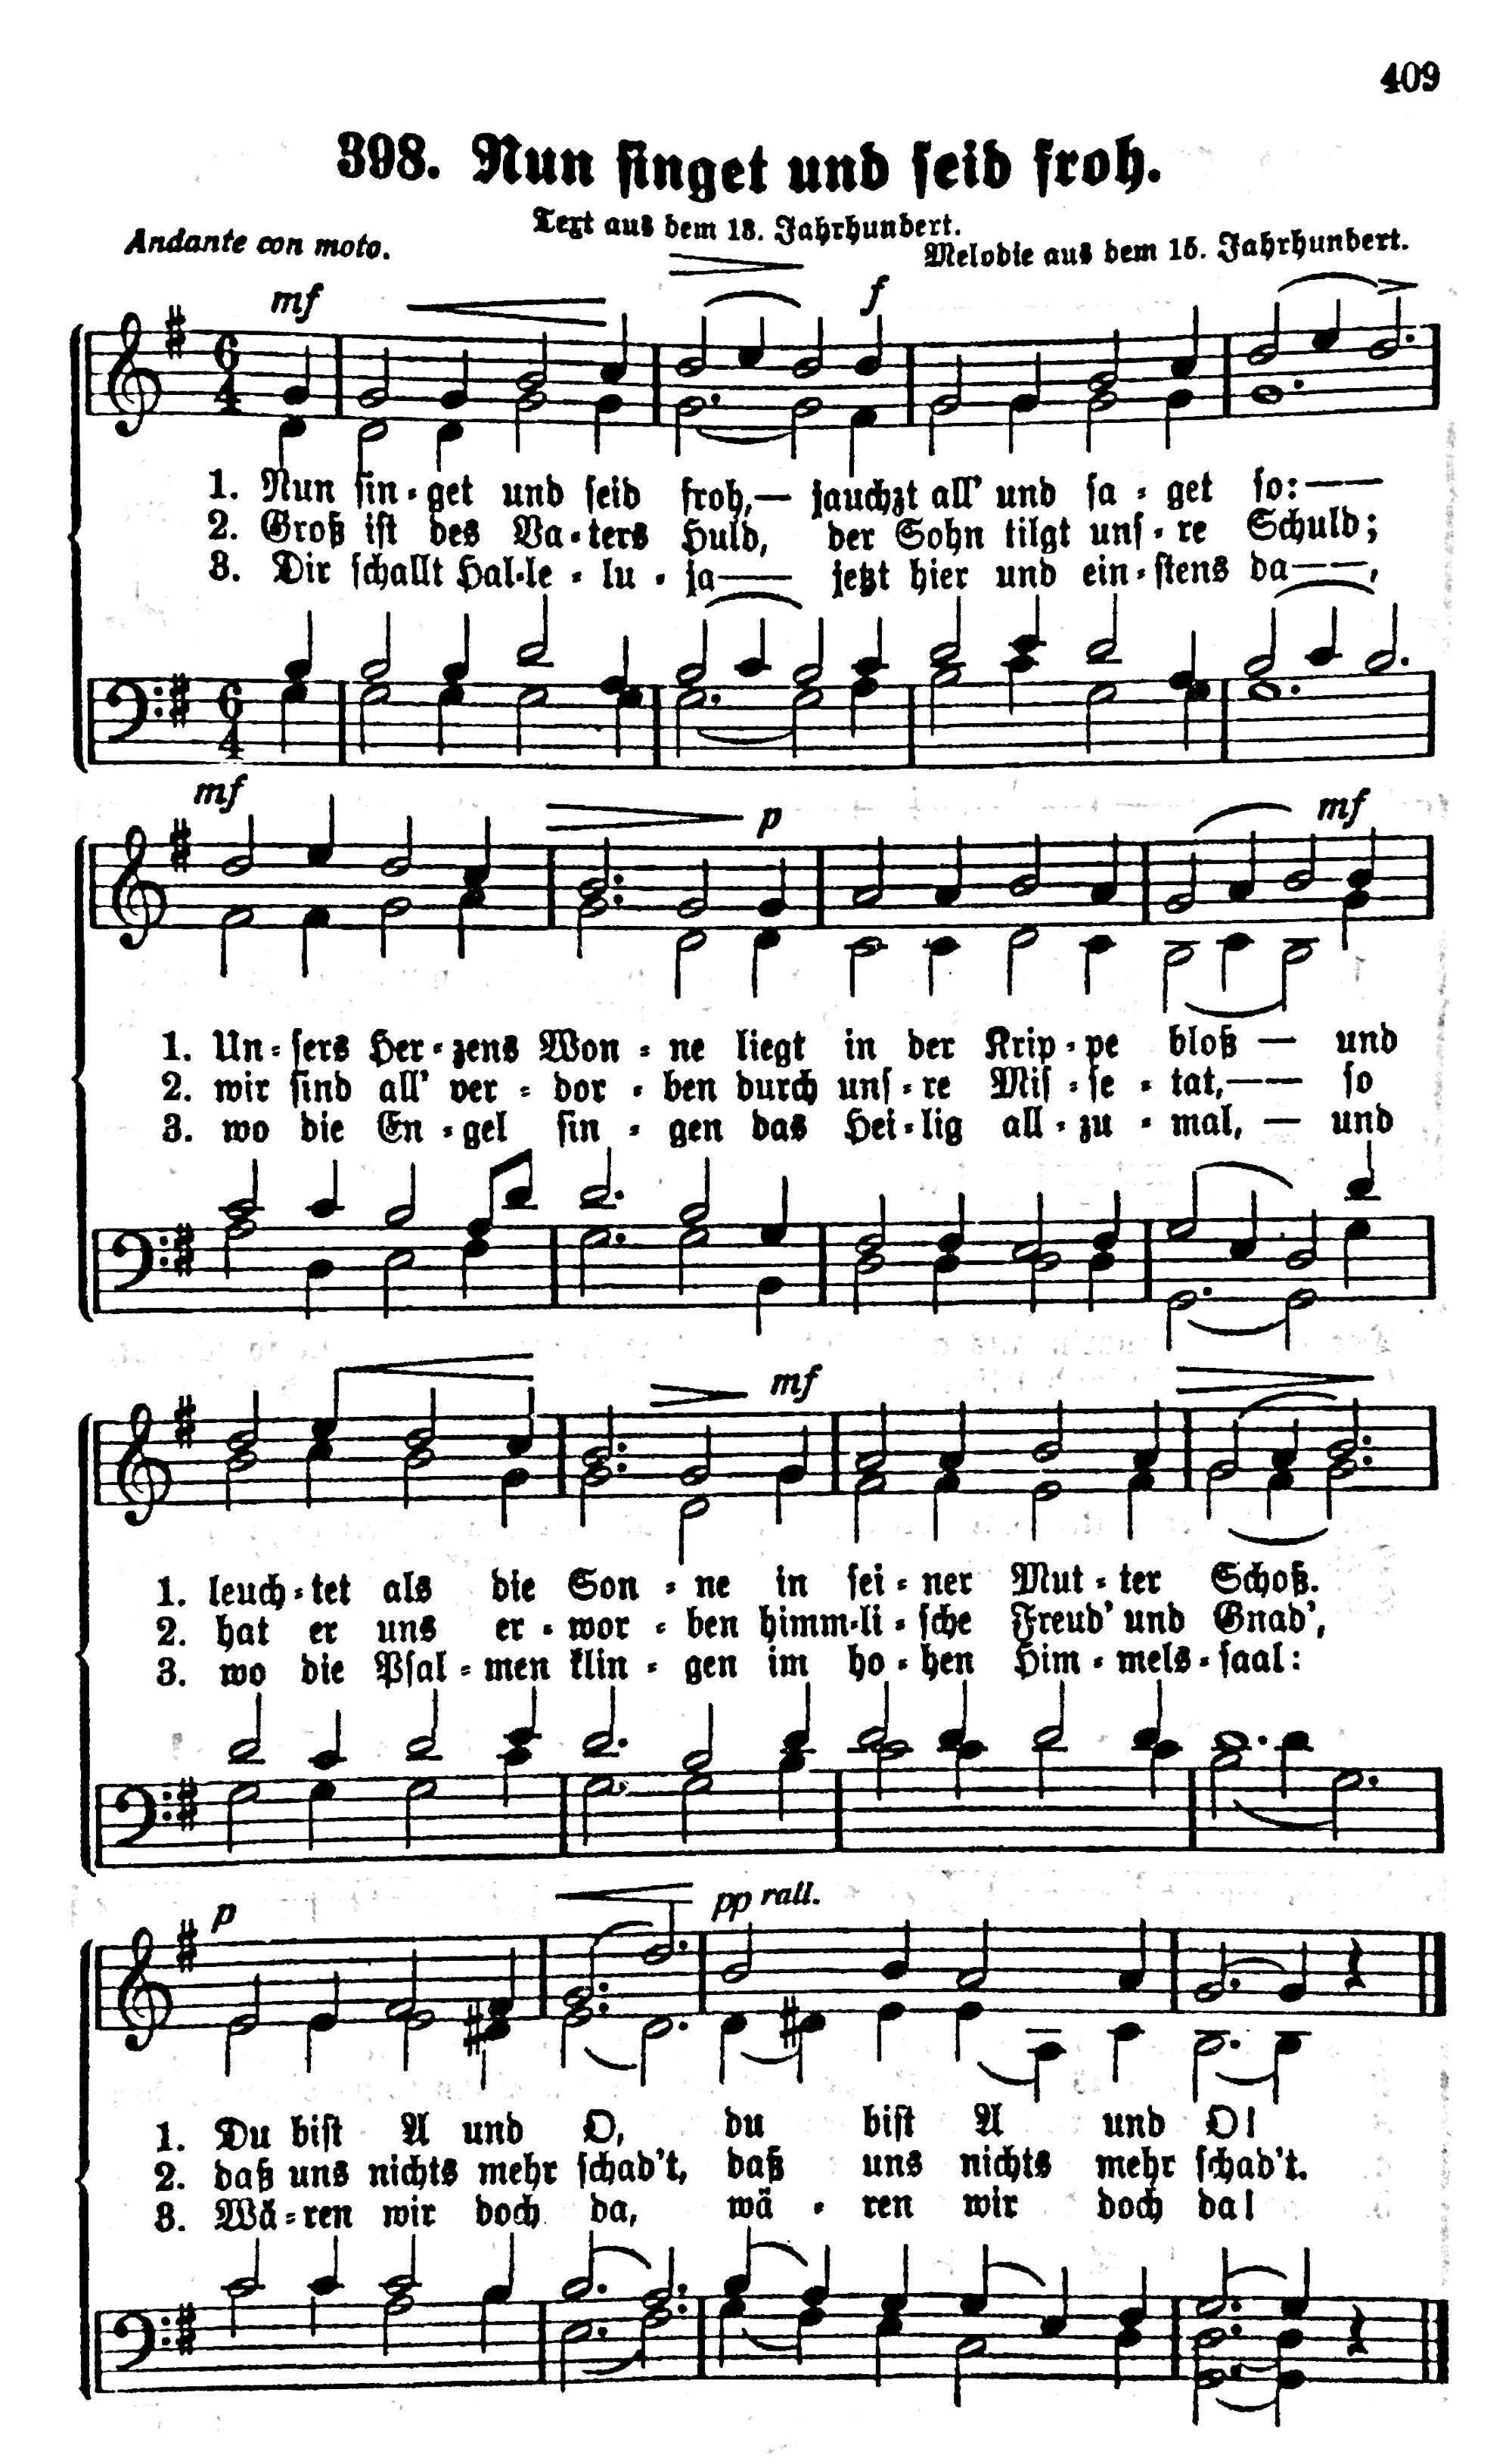 409
398. Nun singet und seid froh.
Text aus dem 13. Jahrhundert.
Andante con moto.
Melodie aus dem 15. Jahrhundert.
mf f
6 4
1. Nun sin-get und seid froh,— jauchzt all' und sa-get so:——
2. Groß ist des Va-ters Huld, der Sohn tilgt uns-re Schuld;
3. Dir schallt Hal-le-lu-ja—— jetzt hier und ein-stens da——,
6 4
mf p mf
1. Un-sers Her-zens Won-ne liegt in der Krip-pe bloß — und
2. wir sind all' ver-dor-ben durch uns-re Mis-se-tat,—— so
3. wo die En-gel sin-gen das Hei-lig all-zu-mal, — und
mf
1. leuch-tet als die Son-ne in sei-ner Mut-ter Schoß.
2. hat er uns er-wor-ben himm-li-sche Freud' und Gnad',
3. wo die Psal-men klin-gen im ho-hen Him-mels-saal:
p pp rall.
1. Du bist A und O, du bist A und O!
2. daß uns nichts mehr schad't, daß uns nichts mehr schad't.
3. Wä-ren wir doch da, wä-ren wir doch da!